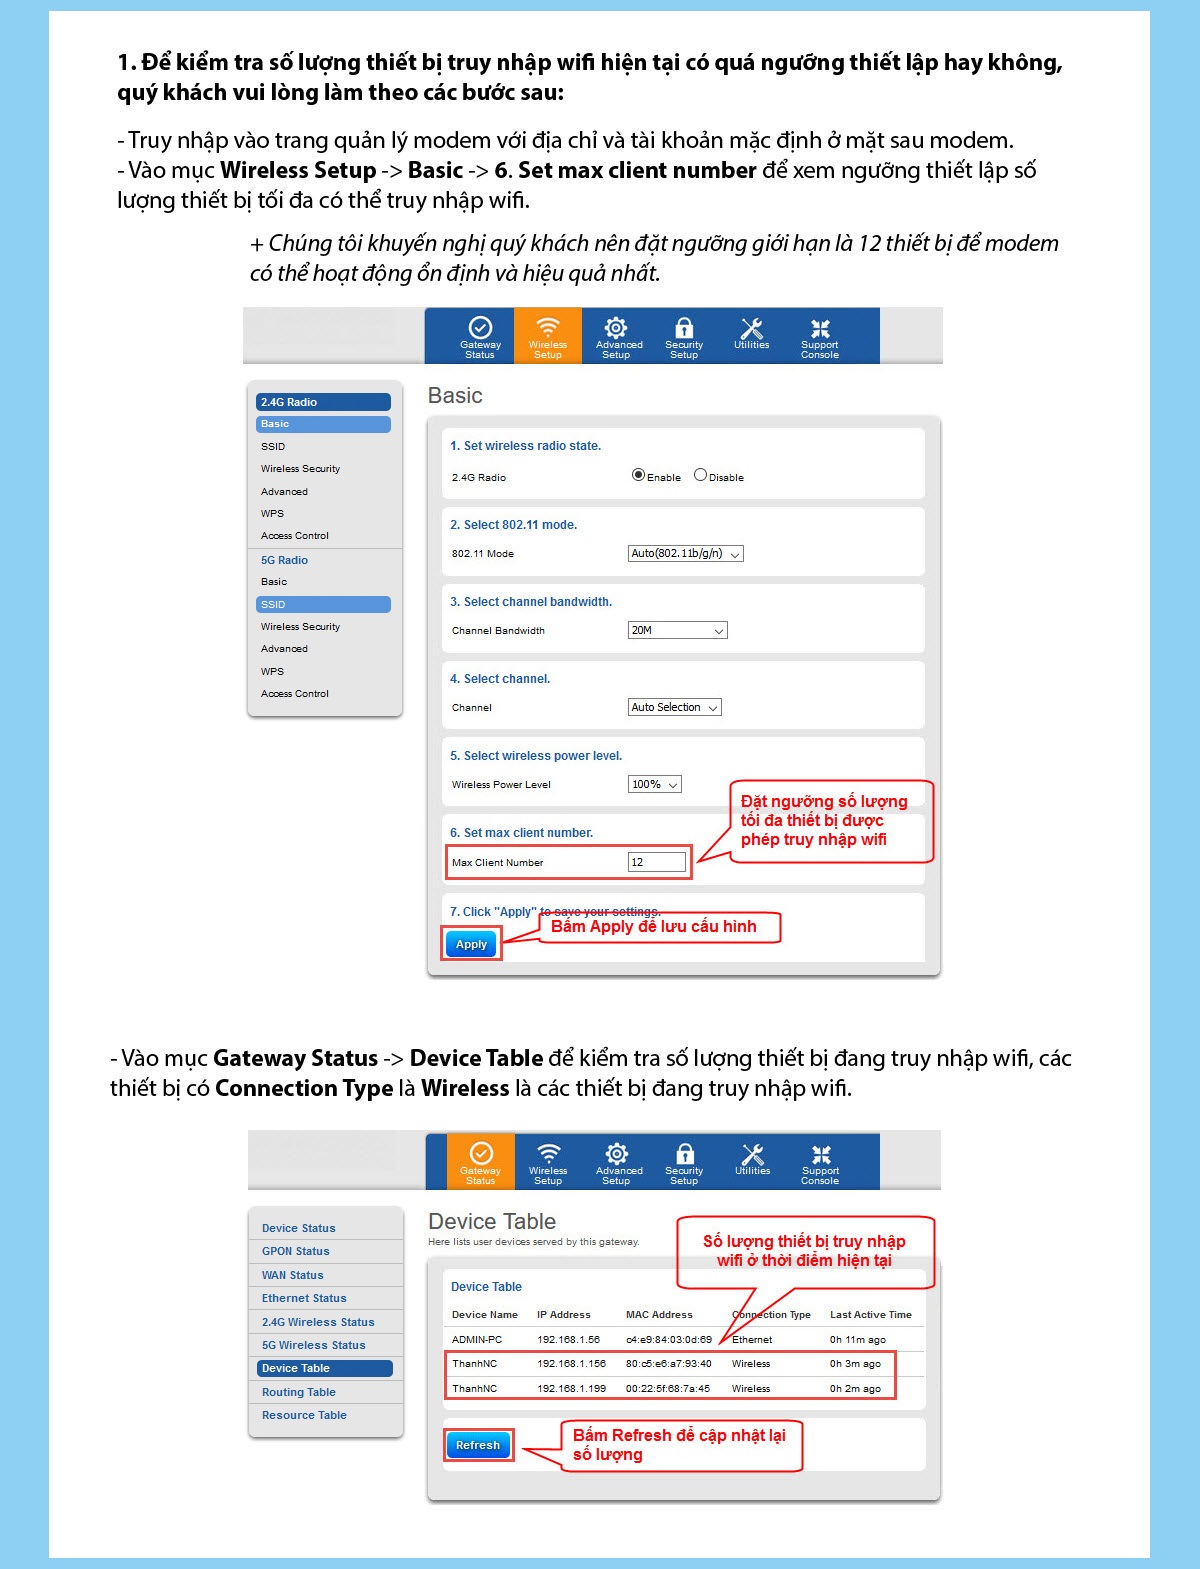 1. Để kiểm tra số lượng thiết bị truy nhập wifi hiện tại có quá ngưỡng thiết lập hay không,
quý khách vui lòng làm theo các bước sau:
- Truy nhập vào trang quản lý modem với địa chỉ và tài khoản mặc định ở mặt sau modem.
- Vào mục Wireless Setup -> Basic -> 6. Set max client number để xem ngưỡng thiết lập số
lượng thiết bị tối đa có thể truy nhập wifi.
+ Chúng tôi khuyến nghị quý khách nên đặt ngưỡng giới hạn là 12 thiết bị để modem
có thể hoạt động ổn định và hiệu quả nhất.
Gateway Status
Wireless Setup
Advanced Setup
Security Setup
Utilities
Support Console
2.4G Radio
Basic
SSID
Wireless Security
Advanced
WPS
Access Control
5G Radio
Basic
SSID
Wireless Security
Advanced
WPS
Access Control
Basic
1. Set wireless radio state.
2.4G Radio Enable Disable
2. Select 802.11 mode.
802.11 Mode Auto(802.11b/g/n)
3. Select channel bandwidth.
Channel Bandwidth 20M
4. Select channel.
Channel Auto Selection
5. Select wireless power level.
Wireless Power Level 100%
Đặt ngưỡng số lượng
tối đa thiết bị được
phép truy nhập wifi
6. Set max client number.
Max Client Number 12
7. Click "Apply" to save your settings.
Bấm Apply để lưu cấu hình
Apply
- Vào mục Gateway Status -> Device Table để kiểm tra số lượng thiết bị đang truy nhập wifi, các
thiết bị có Connection Type là Wireless là các thiết bị đang truy nhập wifi.
Gateway Status
Wireless Setup
Advanced Setup
Security Setup
Utilities
Support Console
Device Status
GPON Status
WAN Status
Ethernet Status
2.4G Wireless Status
5G Wireless Status
Device Table
Routing Table
Resource Table
Device Table
Here lists user devices served by this gateway.
Số lượng thiết bị truy nhập
wifi ở thời điểm hiện tại
Device Table
Device Name IP Address MAC Address Connection Type Last Active Time
ADMIN-PC 192.168.1.56 c4:e9:84:03:0d:69 Ethernet 0h 11m ago
ThanhNC 192.168.1.156 80:c5:e6:a7:93:40 Wireless 0h 3m ago
ThanhNC 192.168.1.199 00:22:5f:68:7a:45 Wireless 0h 2m ago
Refresh
Bấm Refresh để cập nhật lại
số lượng